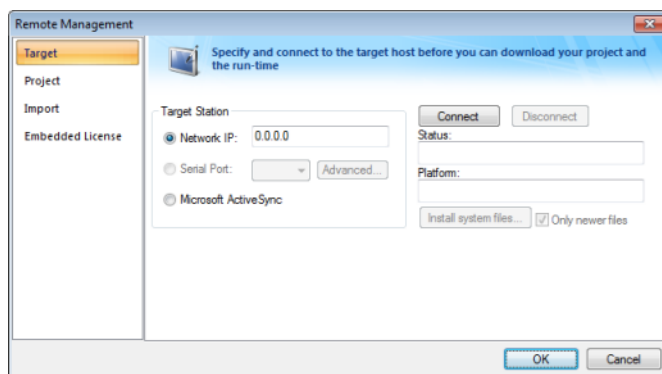 Remote Management
Target
Project
Import
Embedded License
Specify and connect to the target host before you can download your project and
the run-time
Target Station
Network IP: 0.0.0.0
Serial Port: Advanced...
Microsoft ActiveSync
Connect Disconnect
Status:
Platform:
Install system files... Only newer files
OK Cancel